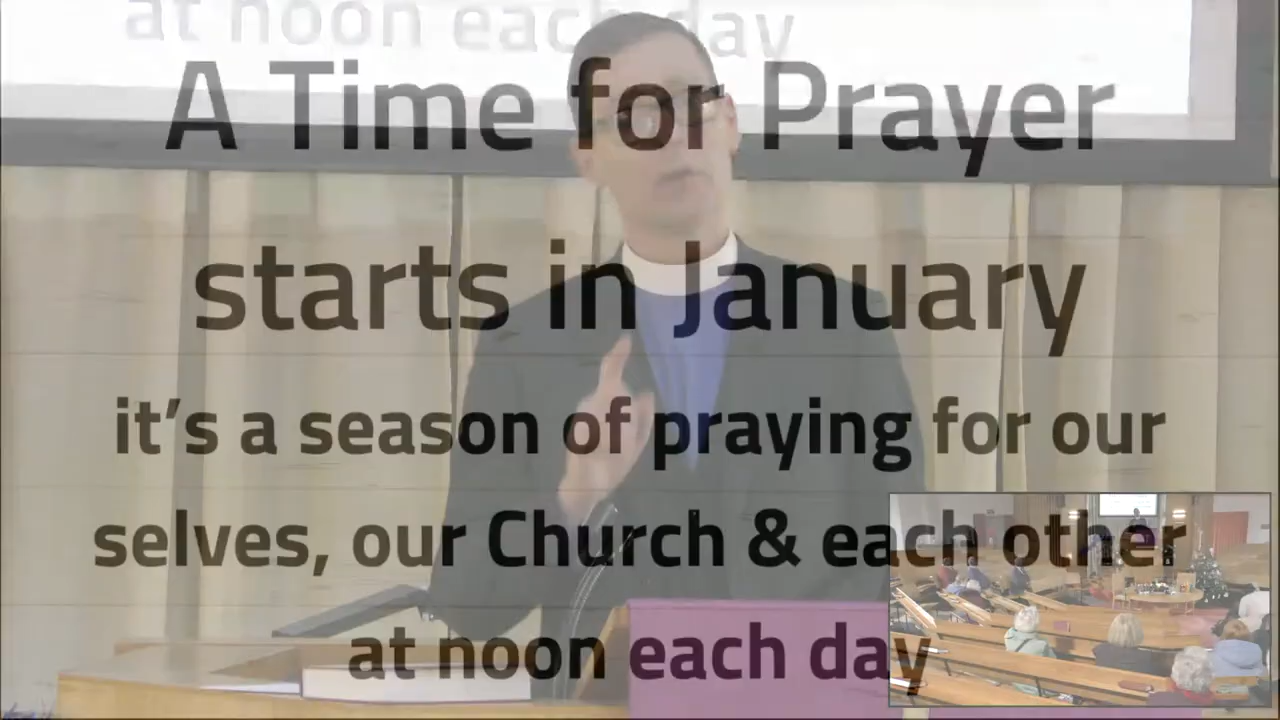 at noon each day
A Time for Prayer
starts in January
it’s a season of praying for our
selves, our Church & each other
at noon each day